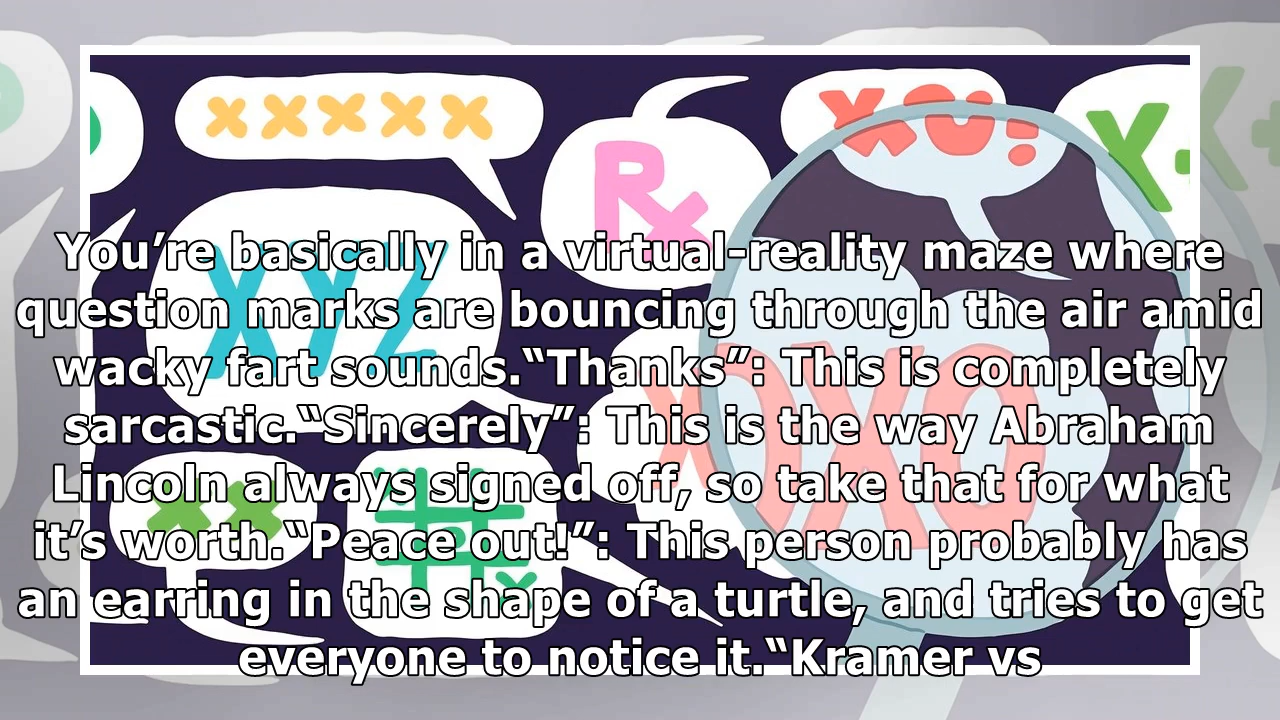 XXXXX
XO!
Rx
X+
XYZ
XOXO
XX
You’re basically in a virtual-reality maze where
question marks are bouncing through the air amid
wacky fart sounds.“Thanks”: This is completely
sarcastic.“Sincerely”: This is the way Abraham
Lincoln always signed off, so take that for what
it’s worth.“Peace out!”: This person probably has
an earring in the shape of a turtle, and tries to get
everyone to notice it.“Kramer vs